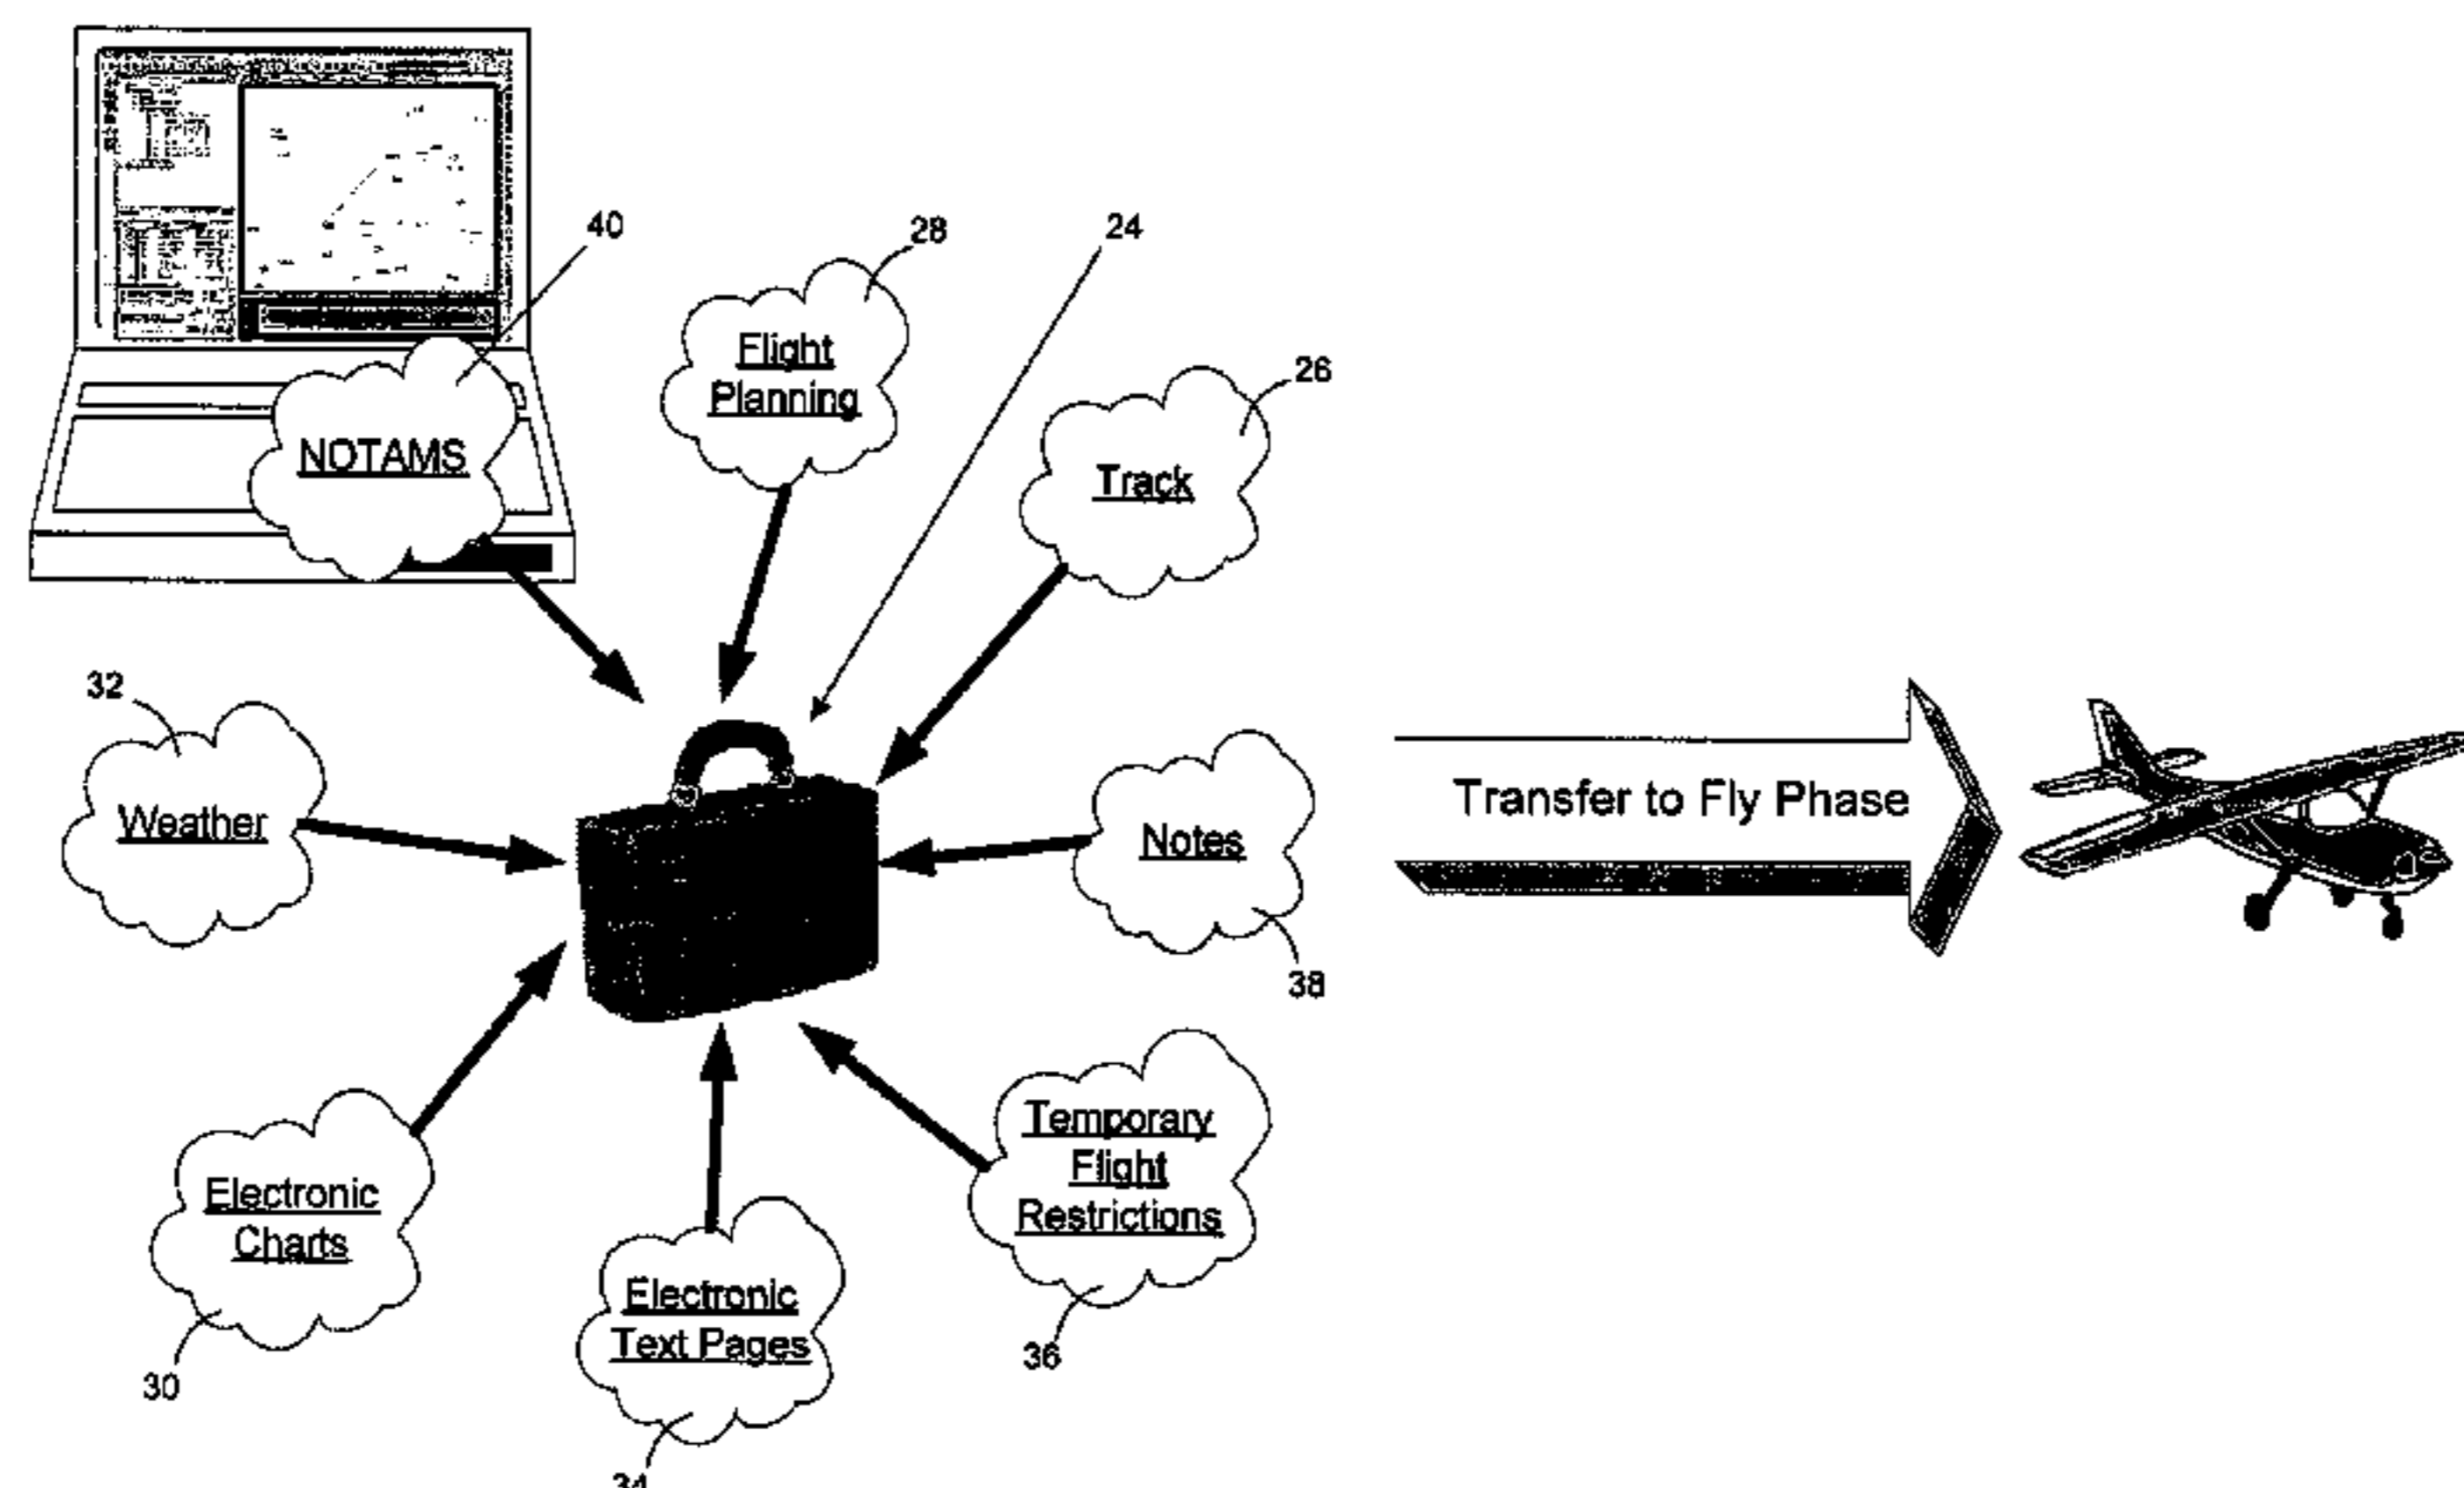 40
28
24
Flight
Planning
26
NOTAMS
Track
32
Weather
Transfer to Fly Phase
Notes
38
Temporary
Flight
Restrictions
Electronic
Charts
Electronic
Text Pages
36
30
34